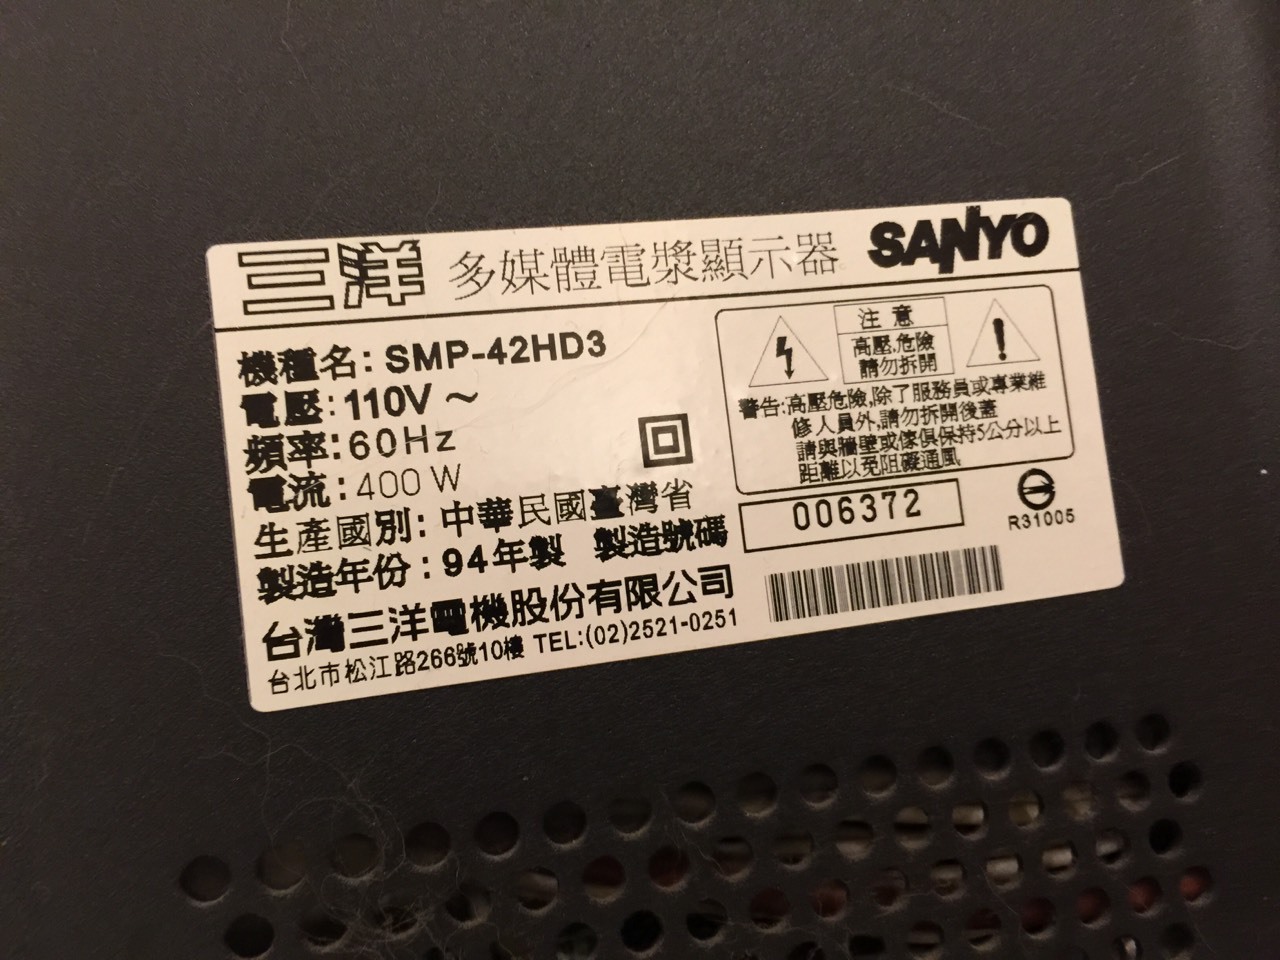 三洋 多媒體電漿顯示器 SANYO
機種名: SMP-42HD3
電壓: 110V ~
頻率: 60Hz
電流: 400 W
生產國別: 中華民國臺灣省
製造年份: 94年製 製造號碼
006372
台灣三洋電機股份有限公司
台北市松江路266號10樓 TEL:(02)2521-0251
注意
高壓,危險
請勿拆開
警告:高壓危險,除了服務員或專業維
修人員外,請勿拆開後蓋
請與牆壁或傢俱保持5公分以上
距離以免阻礙通風
R31005